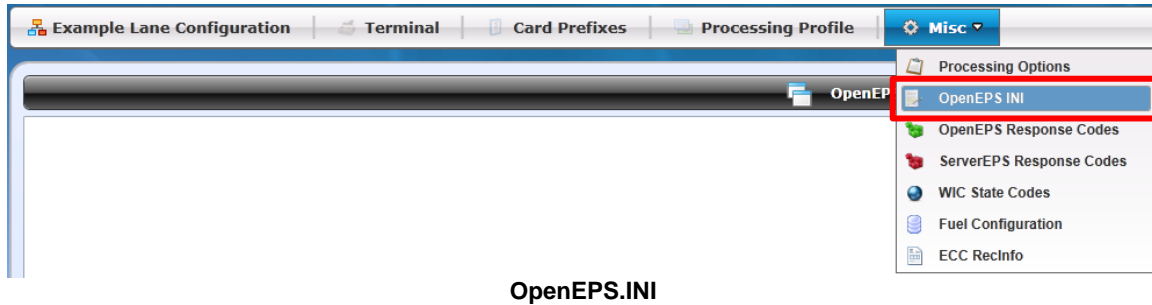 Example Lane Configuration Terminal Card Prefixes Processing Profile Misc
Processing Options
OpenEP
OpenEPS INI
OpenEPS Response Codes
ServerEPS Response Codes
WIC State Codes
Fuel Configuration
ECC RecInfo
OpenEPS.INI